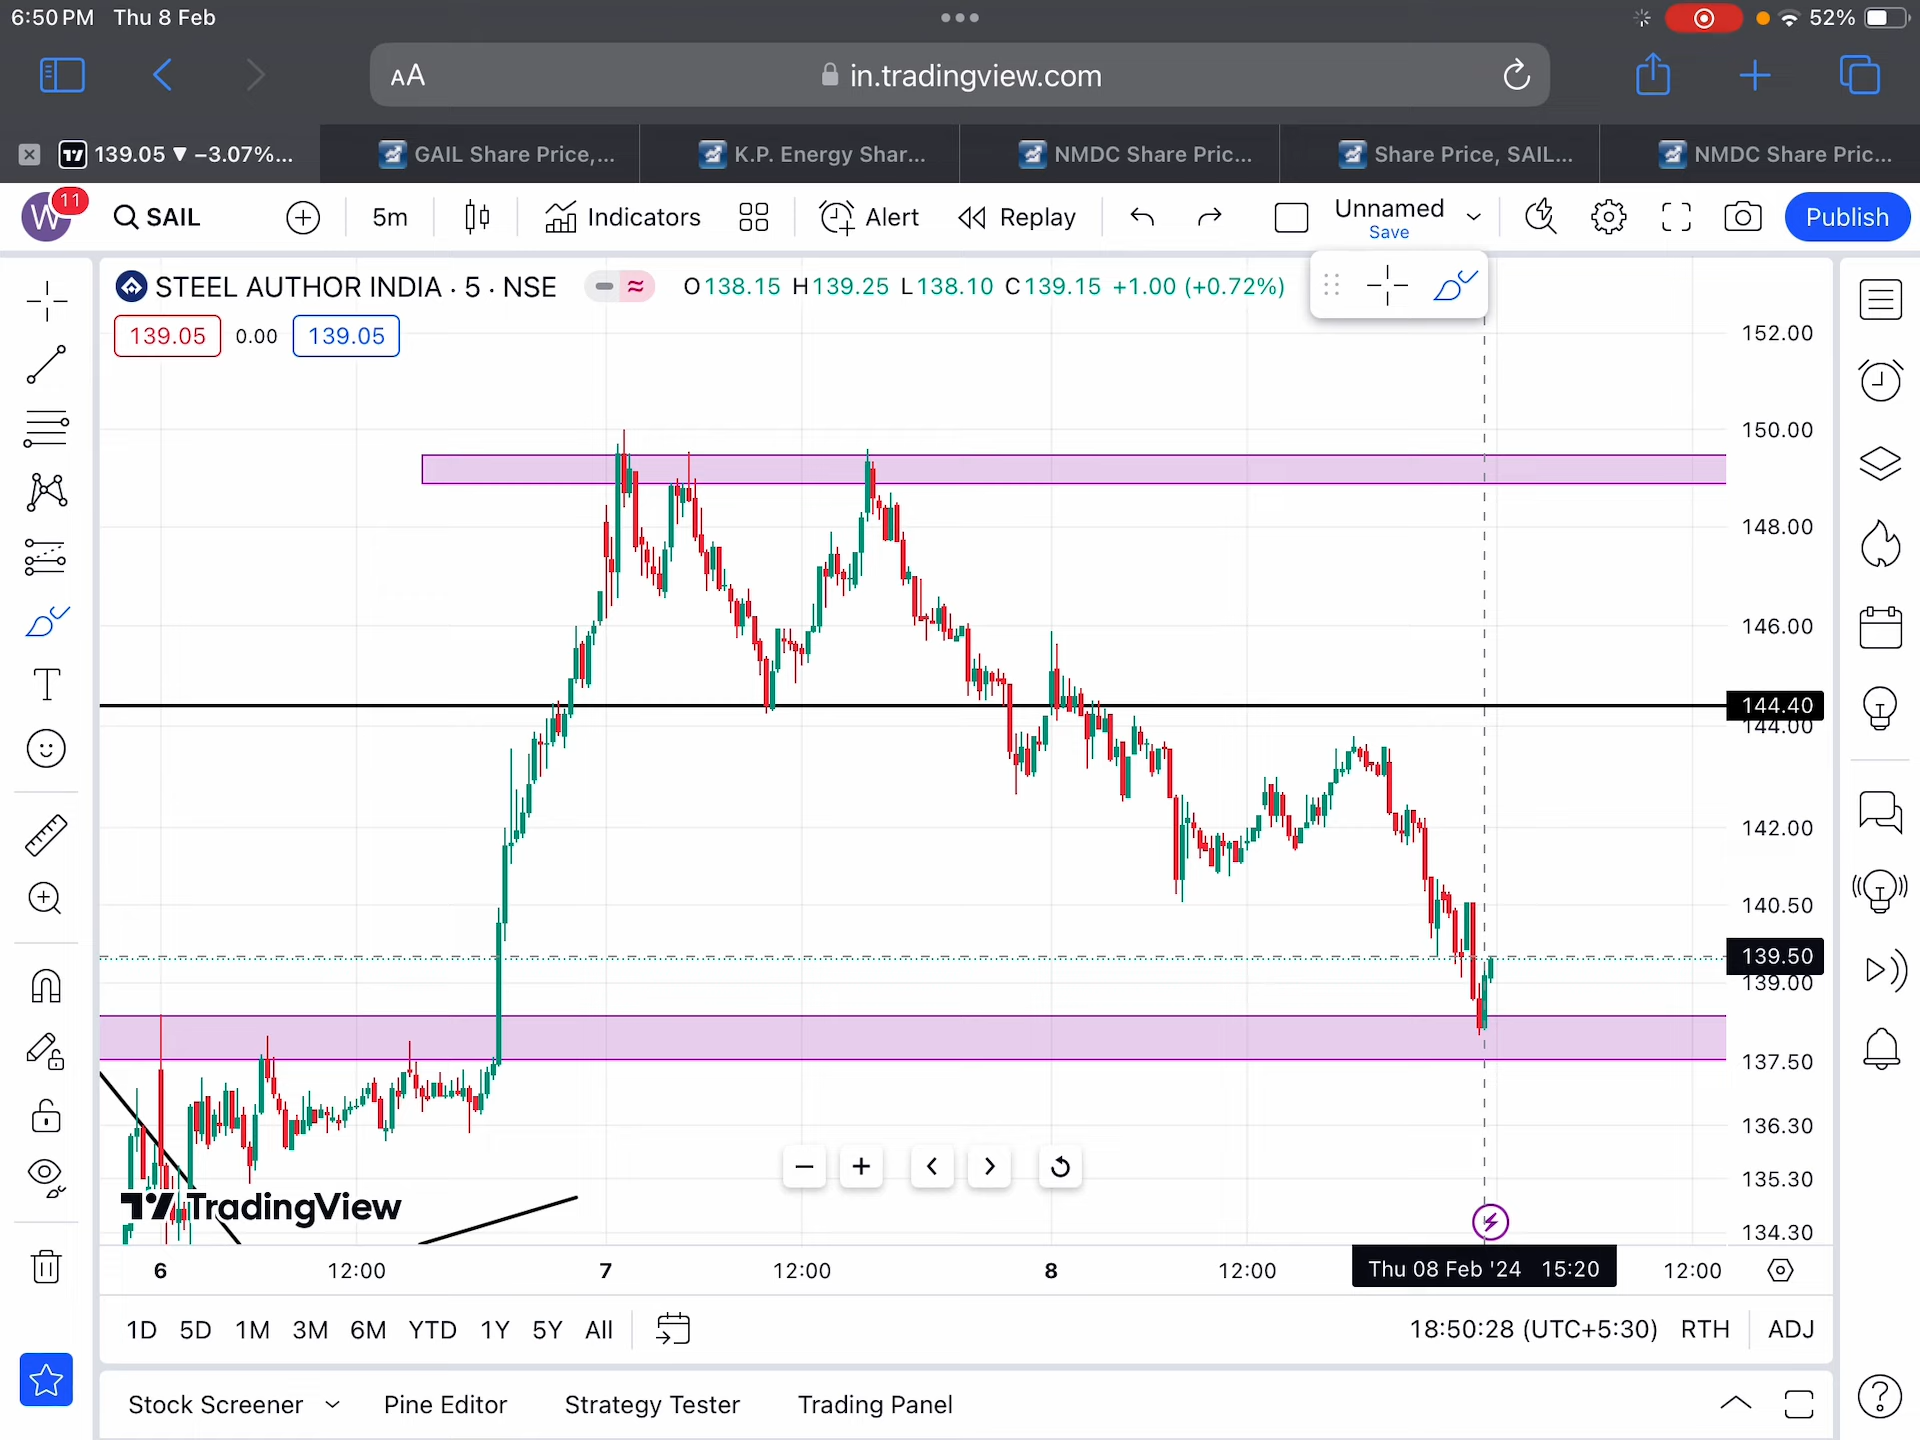 6:50 PM Thu 8 Feb
52%
AA
in.tradingview.com
139.05 ▼ −3.07%...
GAIL Share Price,...
K.P. Energy Shar...
NMDC Share Pric...
Share Price, SAIL...
NMDC Share Pric...
W
11
SAIL
5m
Indicators
Alert
Replay
Unnamed
Save
Publish
STEEL AUTHOR INDIA · 5 · NSE
O138.15 H139.25 L138.10 C139.15 +1.00 (+0.72%)
139.05
0.00
139.05
152.00
150.00
148.00
146.00
144.40
144.00
142.00
140.50
139.50
139.00
137.50
136.30
135.30
134.30
TradingView
6
12:00
7
12:00
8
12:00
Thu 08 Feb '24 15:20
12:00
1D 5D 1M 3M 6M YTD 1Y 5Y All
18:50:28 (UTC+5:30)
RTH
ADJ
Stock Screener
Pine Editor
Strategy Tester
Trading Panel